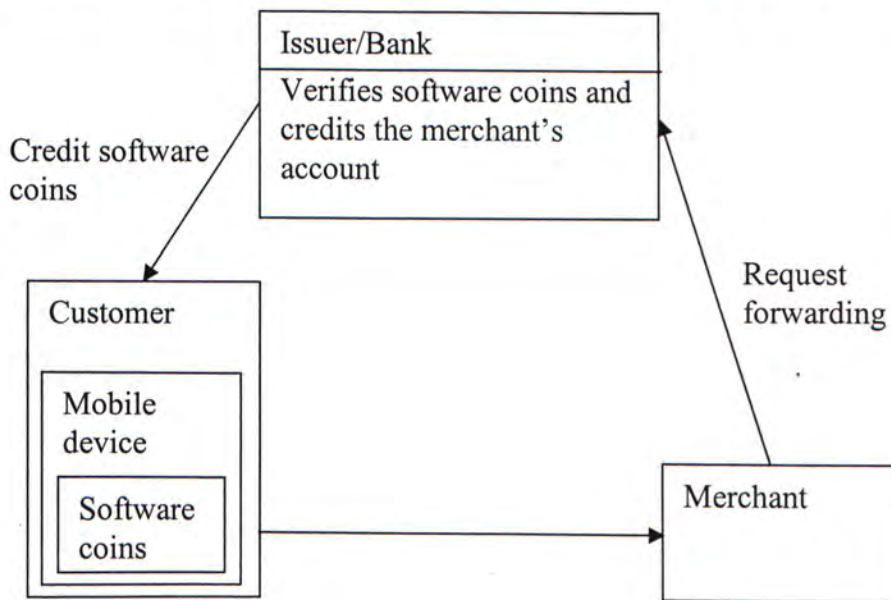 Issuer/Bank
Verifies software coins and
credits the merchant's
account
Credit software
coins
Request
forwarding
Customer
Mobile
device
Software
coins
Merchant